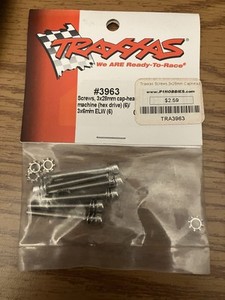 TRAXXAS
We ARE Ready-To-Race®
#3963
Screws, 3x28mm cap-hea
machine (hex drive) (6)/
3x6mm ELW (6)
$2.59
TRA3963